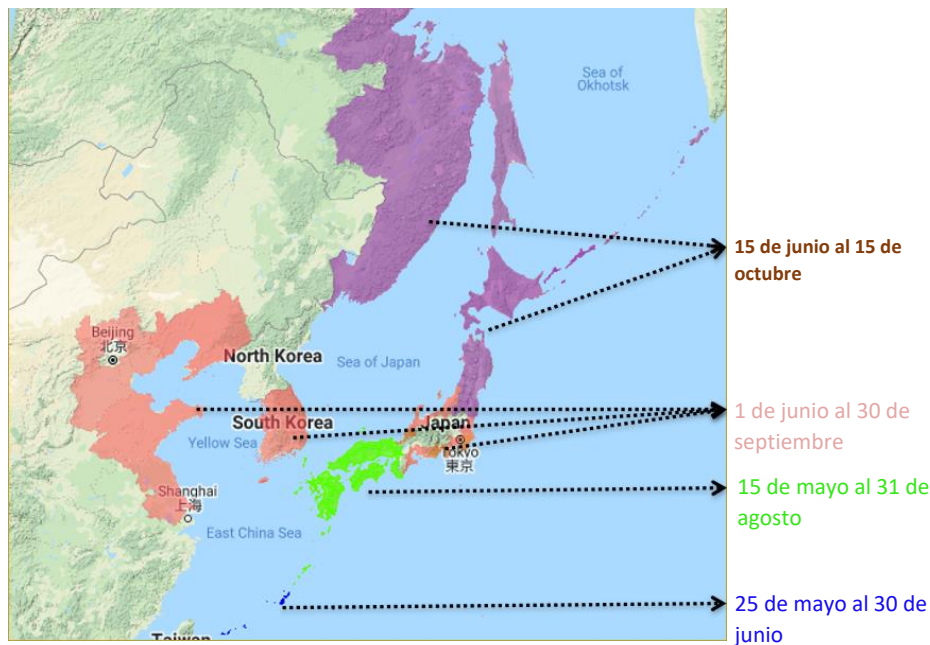 Sea of
Okhotsk
15 de junio al 15 de
octubre
Beijing
北京
North Korea
Sea of Japan
1 de junio al 30 de
septiembre
South Korea
Japan
Yellow Sea
Tokyo
東京
15 de mayo al 31 de
agosto
Shanghai
上海
East China Sea
25 de mayo al 30 de
junio
Taiwan